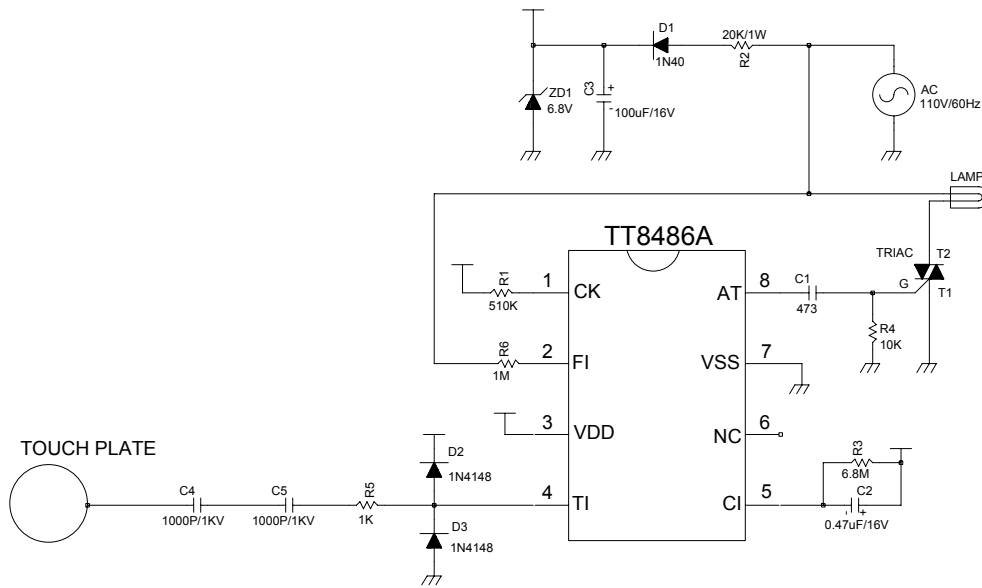 D1
1N40
20K/1W
R2
ZD1
6.8V
C3
+
-
100uF/16V
AC
110V/60Hz
LAMP
TT8486A
TRIAC
T2
G
T1
R1
510K
1
CK
AT
8
C1
473
R4
10K
R6
1M
2
FI
VSS
7
3
VDD
NC
6
TOUCH PLATE
D2
1N4148
R3
6.8M
C4
1000P/1KV
C5
1000P/1KV
R5
1K
4
TI
CI
5
C2
-
+
0.47uF/16V
D3
1N4148